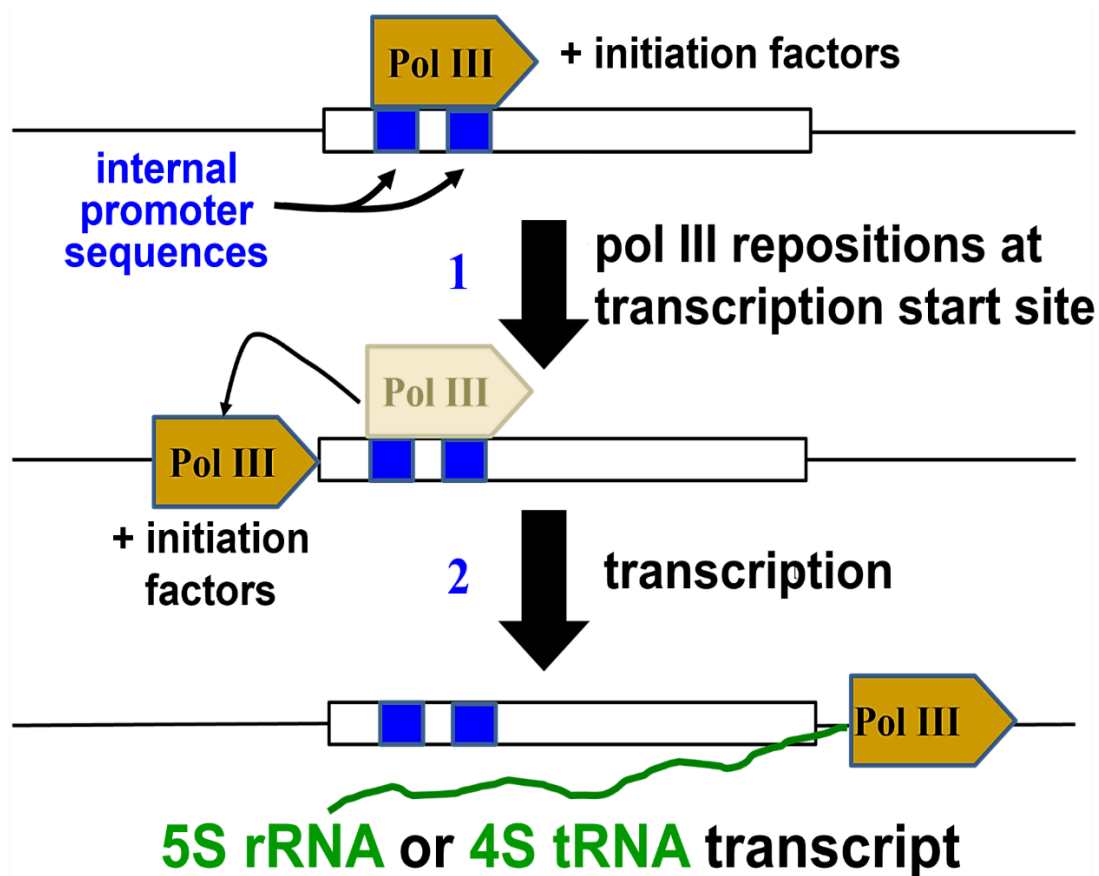 Pol III
+ initiation factors
internal
promoter
sequences
1
pol III repositions at
transcription start site
Pol III
Pol III
+ initiation
factors
2
transcription
Pol III
5S rRNA or 4S tRNA transcript